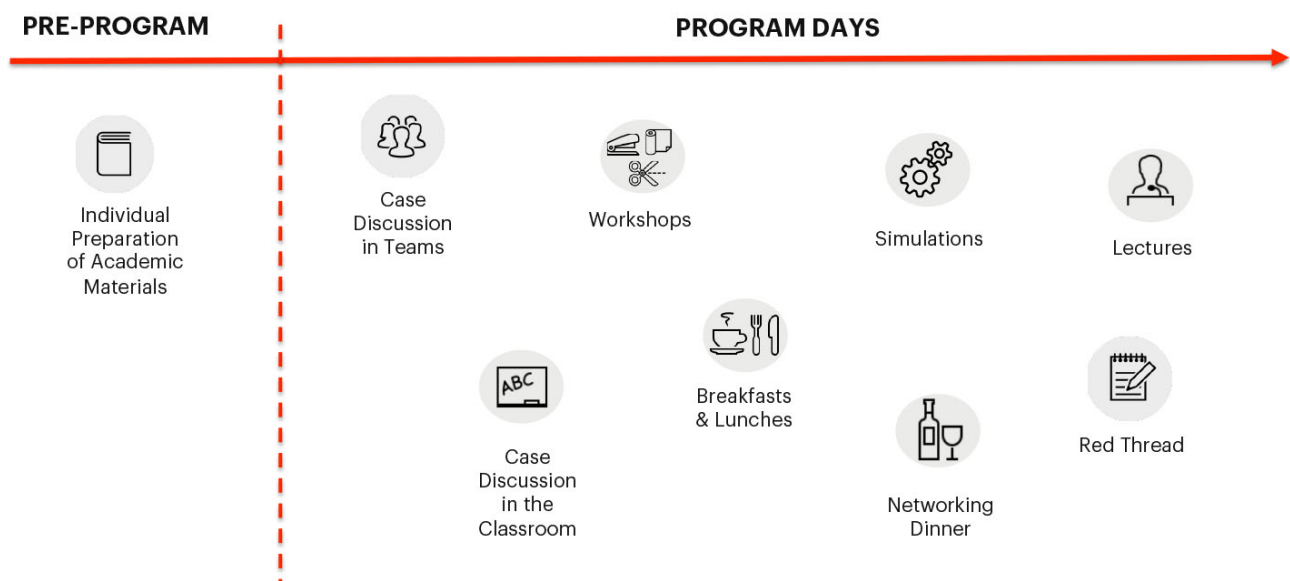 PRE-PROGRAM
PROGRAM DAYS
Individual
Preparation
of Academic
Materials
Case
Discussion
in Teams
Workshops
Simulations
Lectures
ABC
Case
Discussion
in the
Classroom
Breakfasts
& Lunches
Networking
Dinner
Red Thread